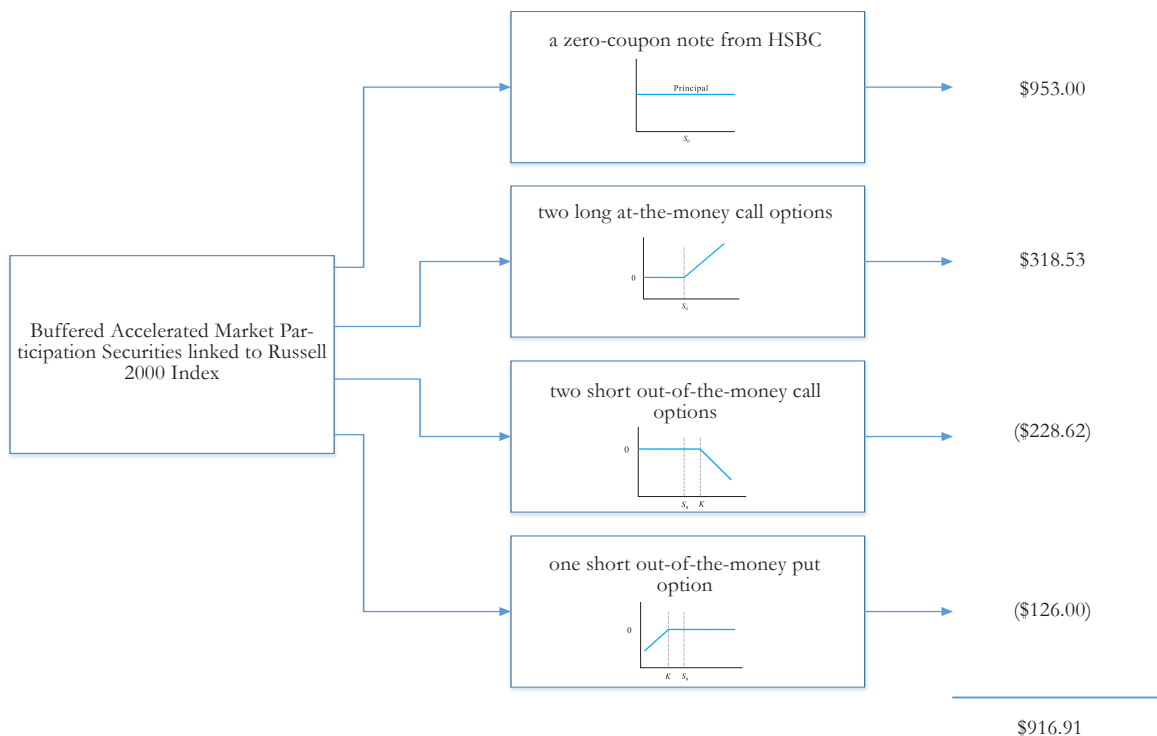 a zero-coupon note from HSBC
Principal
S0
$953.00
two long at-the-money call options
0
S0
$318.53
Buffered Accelerated Market Par-
ticipation Securities linked to Russell
2000 Index
two short out-of-the-money call
options
0
S0 K
($228.62)
one short out-of-the-money put
option
0
K S0
($126.00)
$916.91